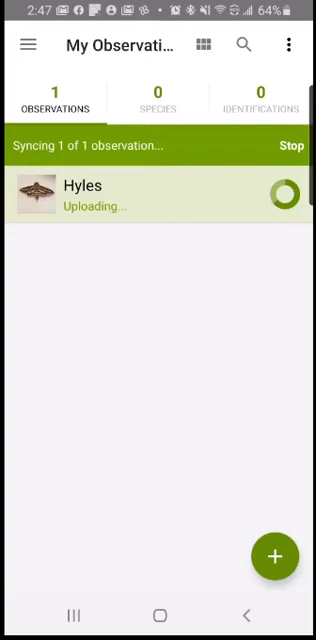 2:47 64%
My Observati...
1 0 0
OBSERVATIONS SPECIES IDENTIFICATIONS
Syncing 1 of 1 observation... Stop
Hyles
Uploading...